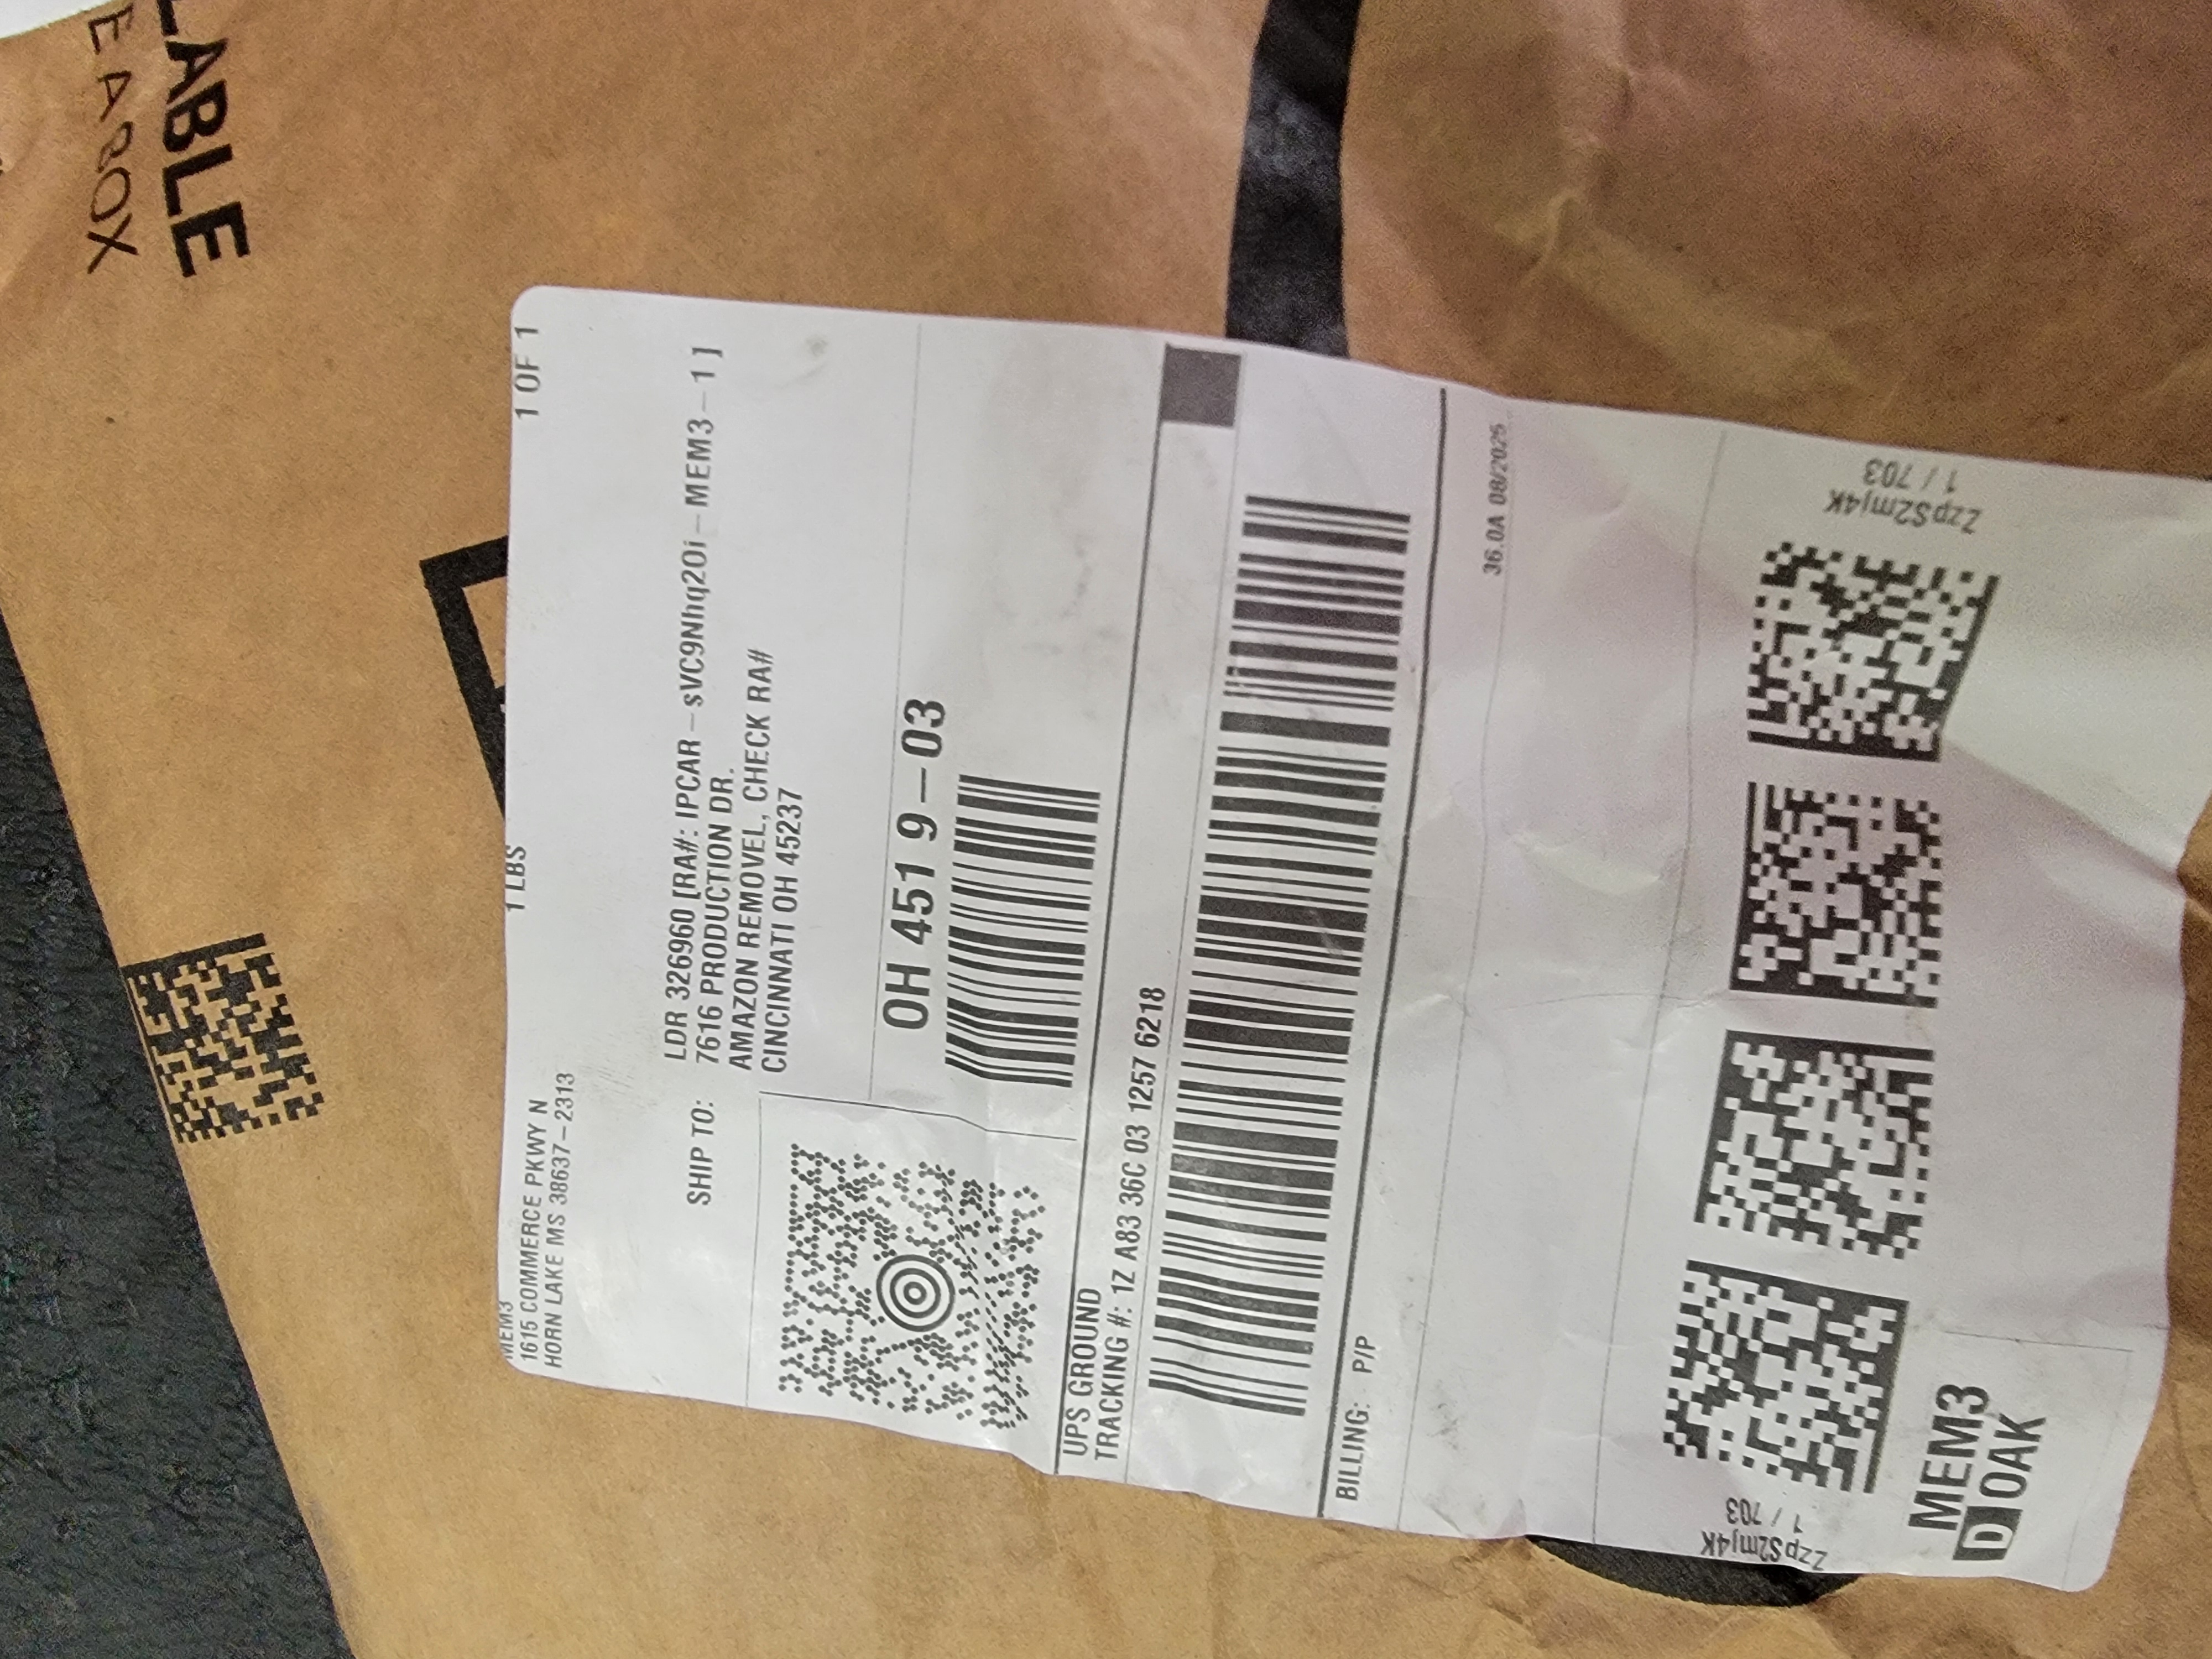 LABLE
E A BOX
MEM3
1615 COMMERCE PKWY N
HORN LAKE MS 38637-2313
1 LBS
1 OF 1
SHIP TO:
LDR 326960 [RA#: IPCAR-sVC9Nhq2Oi-MEM3-1]
7616 PRODUCTION DR.
AMAZON REMOVEL, CHECK RA#
CINCINNATI OH 45237
OH 451 9-03
UPS GROUND
TRACKING #: 1Z A83 36C 03 1257 6218
BILLING: P/P
36.0A 08/2025
ZzpS2mj4K
1 / 703
ZzpS2mj4K
1 / 703
MEM3
D OAK